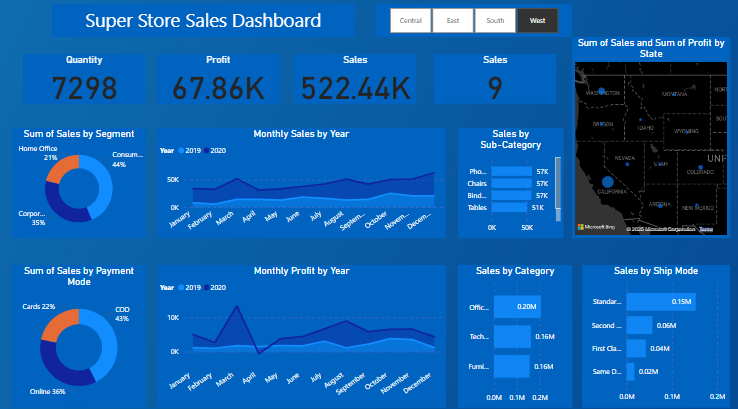 Super Store Sales Dashboard
Central
East
South
West
Quantity
7298
Profit
67.86K
Sales
522.44K
Sales
9
Sum of Sales and Sum of Profit by
State
WASHINGTON
MONTANA
NORT
OREGON
IDAHO
WYOMING
SOUT
NEVADA
UTAH
COLORADO
UNI
CALIFORNIA
ARIZONA
NEW MEXICO
Microsoft Bing
© 2025 Microsoft Corporation Terms
Sum of Sales by Segment
Home Office
21%
Consum...
44%
Corpor...
35%
Monthly Sales by Year
Year 2019 2020
50K
0K
January
February
March
April
May
June
July
August
Septem...
October
Novem...
Decem...
Sales by
Sub-Category
Pho... 57K
Chairs 57K
Bind... 57K
Tables 51K
0K 50K
Sum of Sales by Payment
Mode
Cards 22%
COD
43%
Online 36%
Monthly Profit by Year
Year 2019 2020
10K
0K
January
February
March
April
May
June
July
August
September
October
November
December
Sales by Category
Offic... 0.20M
Tech... 0.16M
Furni... 0.16M
0.0M 0.1M 0.2M
Sales by Ship Mode
Standar... 0.15M
Second ... 0.06M
First Cla... 0.04M
Same D... 0.02M
0.0M 0.1M 0.2M